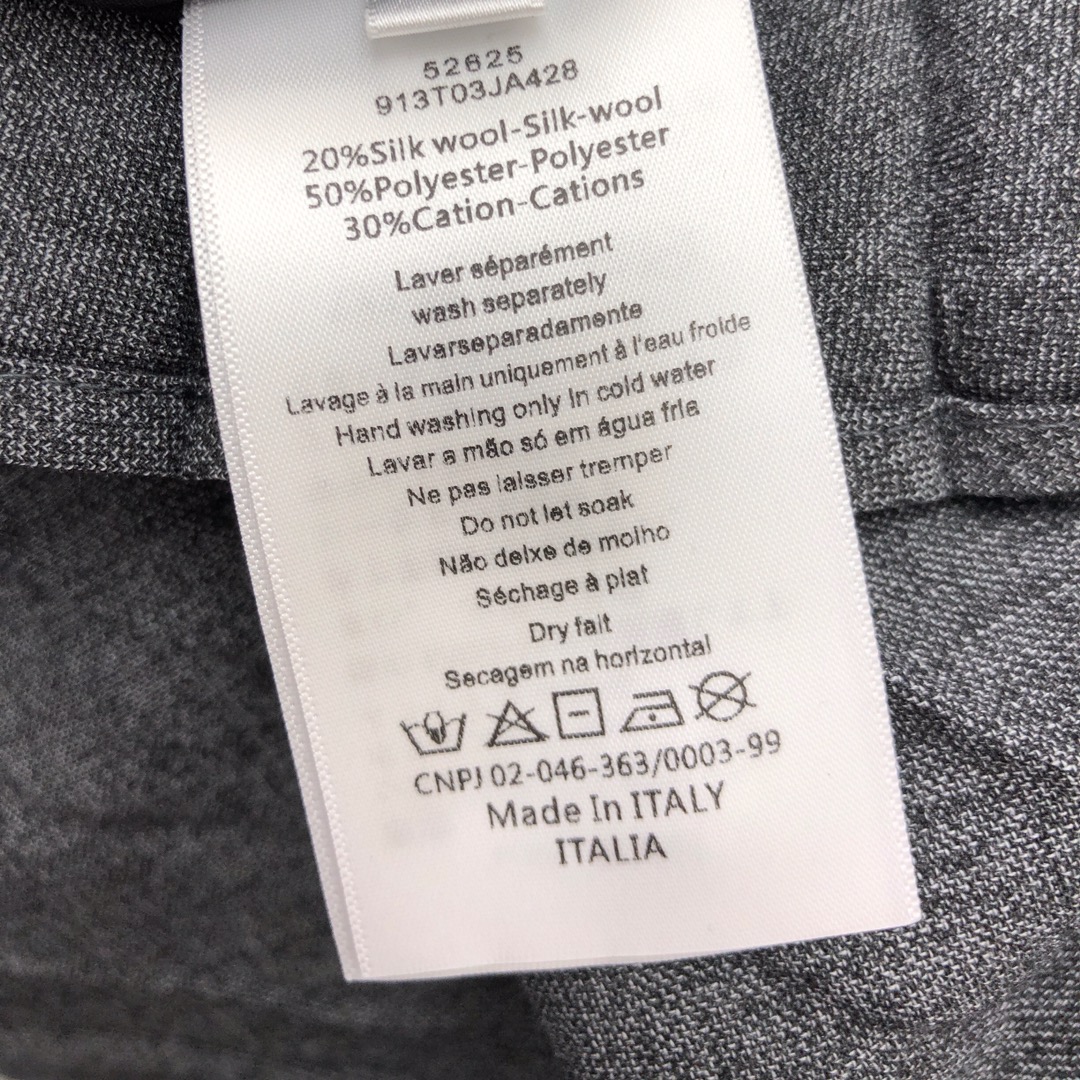 52825
913T03JA428
20%Silk wool-Silk-wool
50%Polyester-Polyester
30%Cation-Cations
Laver séparément
wash separately
Lavarseparadamente
Lavage à la main uniquement à l'eau froide
Hand washing only in cold water
Lavar a mão só em água fria
Ne pas laisser tremper
Do not let soak
Não deixe de molho
Séchage à plat
Dry fait
Secagem na horizontal
CNPJ 02-046-363/0003-99
Made In ITALY
ITALIA